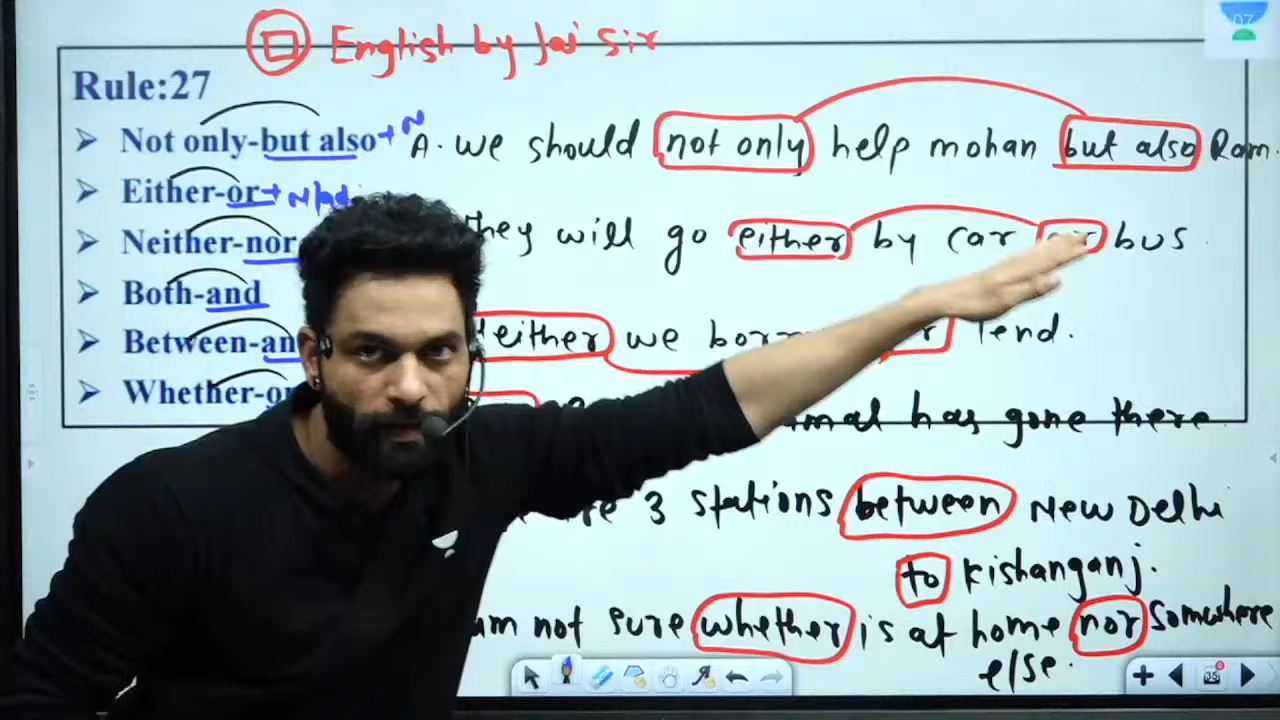 English by Jai Sir
Rule:27
Not only-but also + N
A. we should not only help mohan but also Ram.
Either-or + N
they will go either by car or bus.
Neither-nor
Neither we lend.
Both-and
has gone there
Between-an
3 stations between New Delhi
to Kishanganj.
Whether-or
am not sure whether is at home nor somewhere
else.
35